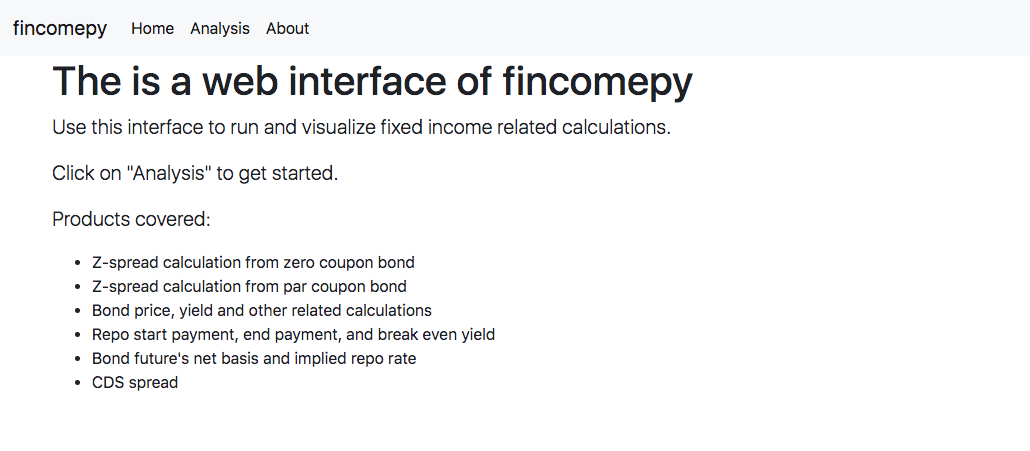 fincomepy Home Analysis About
The is a web interface of fincomepy
Use this interface to run and visualize fixed income related calculations.
Click on "Analysis" to get started.
Products covered:
• Z-spread calculation from zero coupon bond
• Z-spread calculation from par coupon bond
• Bond price, yield and other related calculations
• Repo start payment, end payment, and break even yield
• Bond future's net basis and implied repo rate
• CDS spread